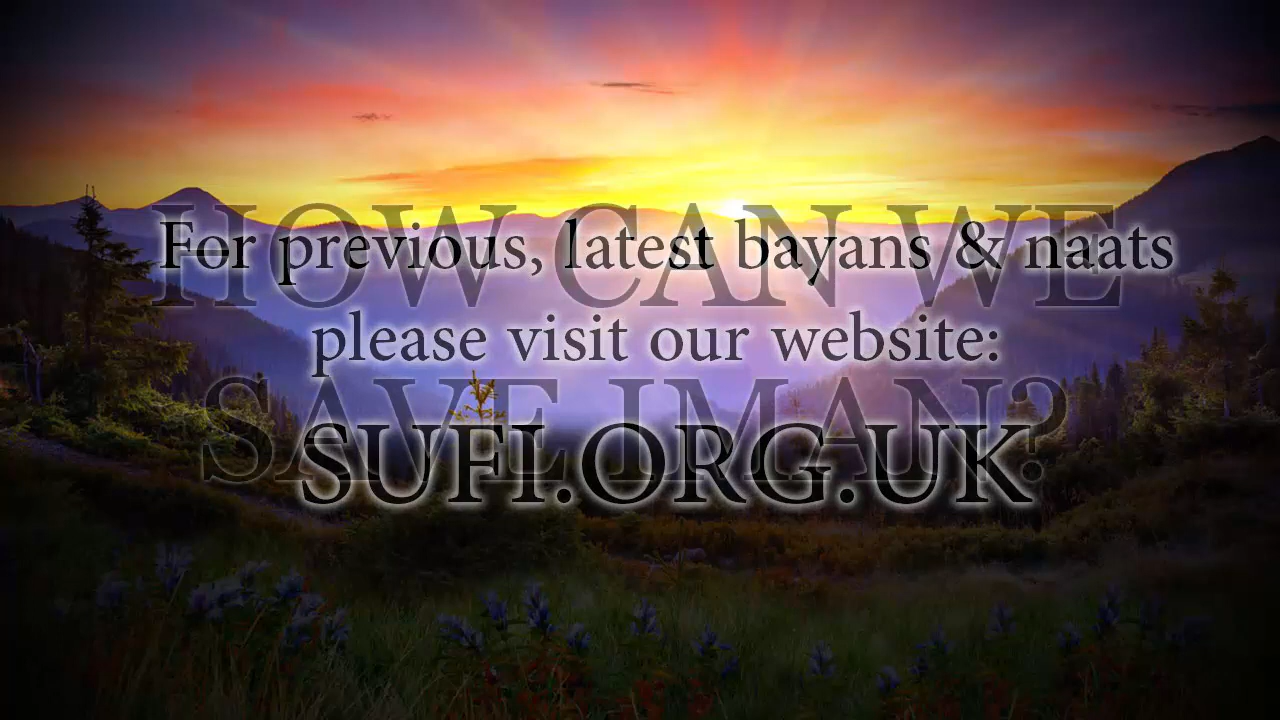 HOW CAN WE
For previous, latest bayans & naats
please visit our website:
SAVE IMAN?
SUFI.ORG.UK